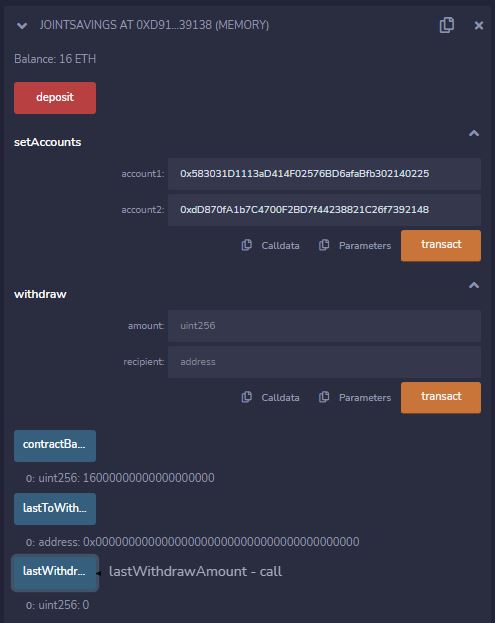 JOINTSAVINGS AT 0XD91...39138 (MEMORY)
Balance: 16 ETH
deposit
setAccounts
account1: 0x583031D1113aD414F02576BD6afaBfb302140225
account2: 0xdD870fA1b7C4700F2BD7f44238821C26f7392148
Calldata Parameters transact
withdraw
amount: uint256
recipient: address
Calldata Parameters transact
contractBa...
0: uint256: 16000000000000000000
lastToWith...
0: address: 0x0000000000000000000000000000000000000000
lastWithdr... lastWithdrawAmount - call
0: uint256: 0